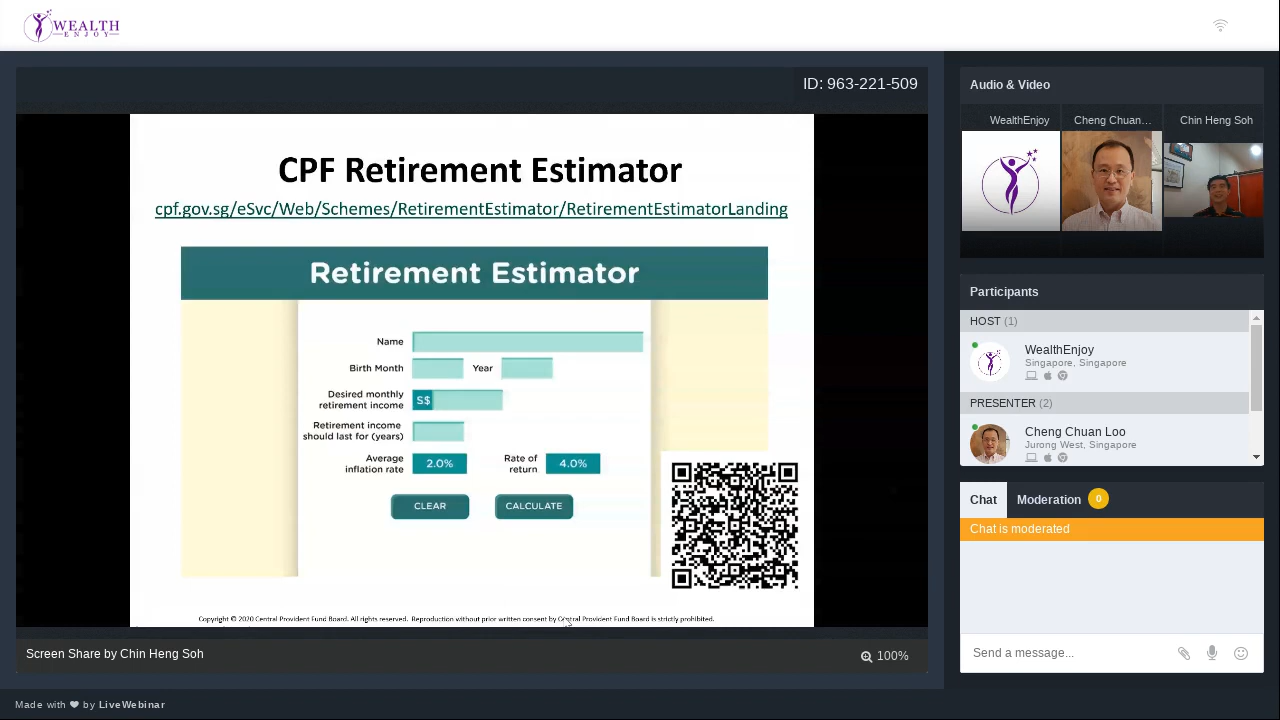 WEALTH
ENJOY
ID: 963-221-509
CPF Retirement Estimator
cpf.gov.sg/eSvc/Web/Schemes/RetirementEstimator/RetirementEstimatorLanding
Retirement Estimator
Name
Birth Month
Year
Desired monthly
retirement income
S$
Retirement income
should last for (years)
Average
inflation rate
2.0%
Rate of
return
4.0%
CLEAR
CALCULATE
Copyright © 2020 Central Provident Fund Board. All rights reserved. Reproduction without prior written consent by Central Provident Fund Board is strictly prohibited.
Screen Share by Chin Heng Soh
100%
Made with ❤ by LiveWebinar
Audio & Video
WealthEnjoy
Cheng Chuan...
Chin Heng Soh
Participants
HOST (1)
WealthEnjoy
Singapore, Singapore
PRESENTER (2)
Cheng Chuan Loo
Jurong West, Singapore
Chat
Moderation
0
Chat is moderated
Send a message...